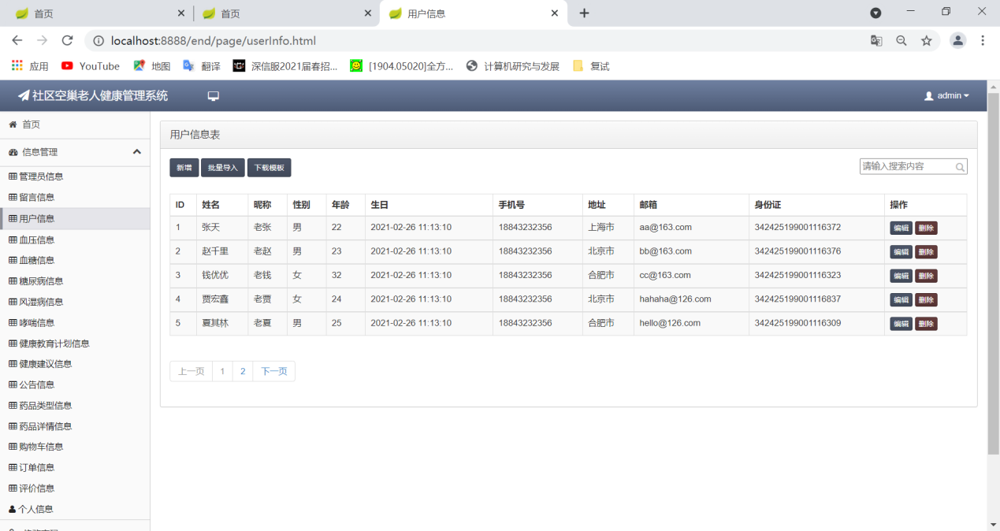 首页
首页
用户信息
localhost:8888/end/page/userInfo.html
应用
YouTube
地图
翻译
深信服2021届春招...
[1904.05020]全方...
计算机研究与发展
复试
社区空巢老人健康管理系统
admin
首页
信息管理
管理员信息
留言信息
用户信息
血压信息
血糖信息
糖尿病信息
风湿病信息
哮喘信息
健康教育计划信息
健康建议信息
公告信息
药品类型信息
药品详情信息
购物车信息
订单信息
评价信息
个人信息
用户信息表
新增 批量导入 下载模板
请输入搜索内容
ID 姓名 昵称 性别 年龄 生日 手机号 地址 邮箱 身份证 操作
1 张天 老张 男 22 2021-02-26 11:13:10 18843232356 上海市 aa@163.com 342425199001116372 编辑 删除
2 赵千里 老赵 男 23 2021-02-26 11:13:10 18843232356 北京市 bb@163.com 342425199001116376 编辑 删除
3 钱优优 老钱 女 32 2021-02-26 11:13:10 18843232356 合肥市 cc@163.com 342425199001116323 编辑 删除
4 贾宏鑫 老贾 女 24 2021-02-26 11:13:10 18843232356 北京市 hahaha@126.com 342425199001116837 编辑 删除
5 夏其林 老夏 男 25 2021-02-26 11:13:10 18843232356 合肥市 hello@126.com 342425199001116309 编辑 删除
上一页 1 2 下一页